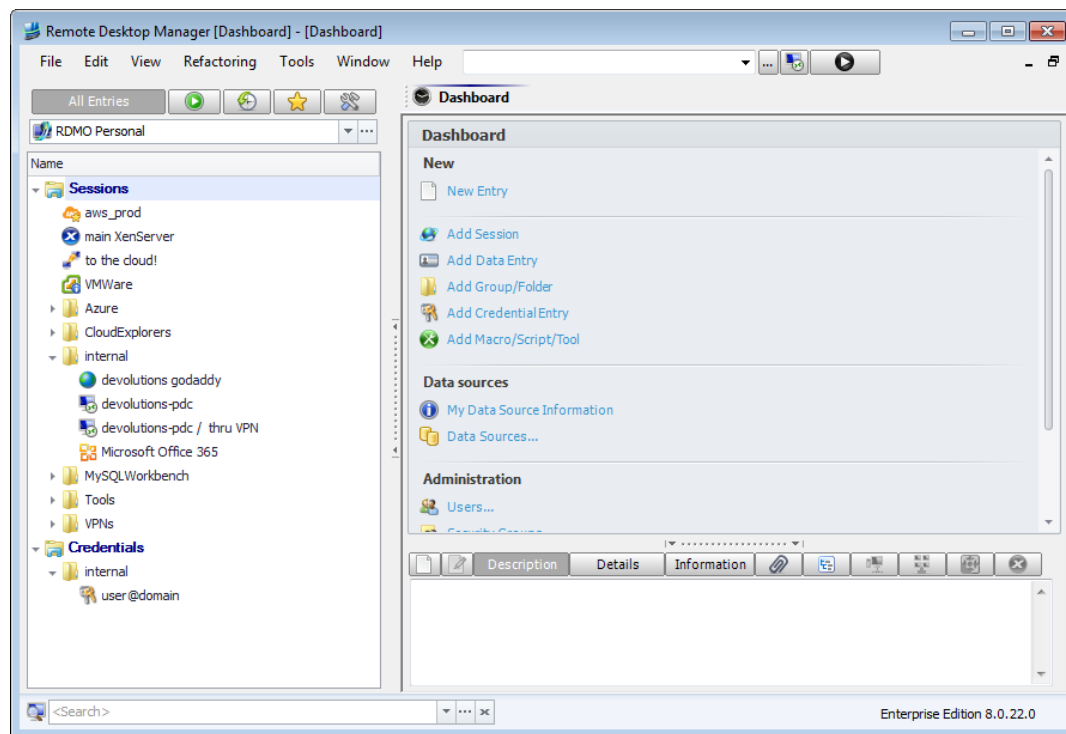 Remote Desktop Manager [Dashboard] - [Dashboard]
File Edit View Refactoring Tools Window Help
All Entries
RDMO Personal
Name
Sessions
aws_prod
main XenServer
to the cloud!
VMWare
Azure
CloudExplorers
internal
devolutions godaddy
devolutions-pdc
devolutions-pdc / thru VPN
Microsoft Office 365
MySQLWorkbench
Tools
VPNs
Credentials
internal
user@domain
Dashboard
Dashboard
New
New Entry
Add Session
Add Data Entry
Add Group/Folder
Add Credential Entry
Add Macro/Script/Tool
Data sources
My Data Source Information
Data Sources...
Administration
Users...
Security Groups
Description Details Information
<Search>
Enterprise Edition 8.0.22.0